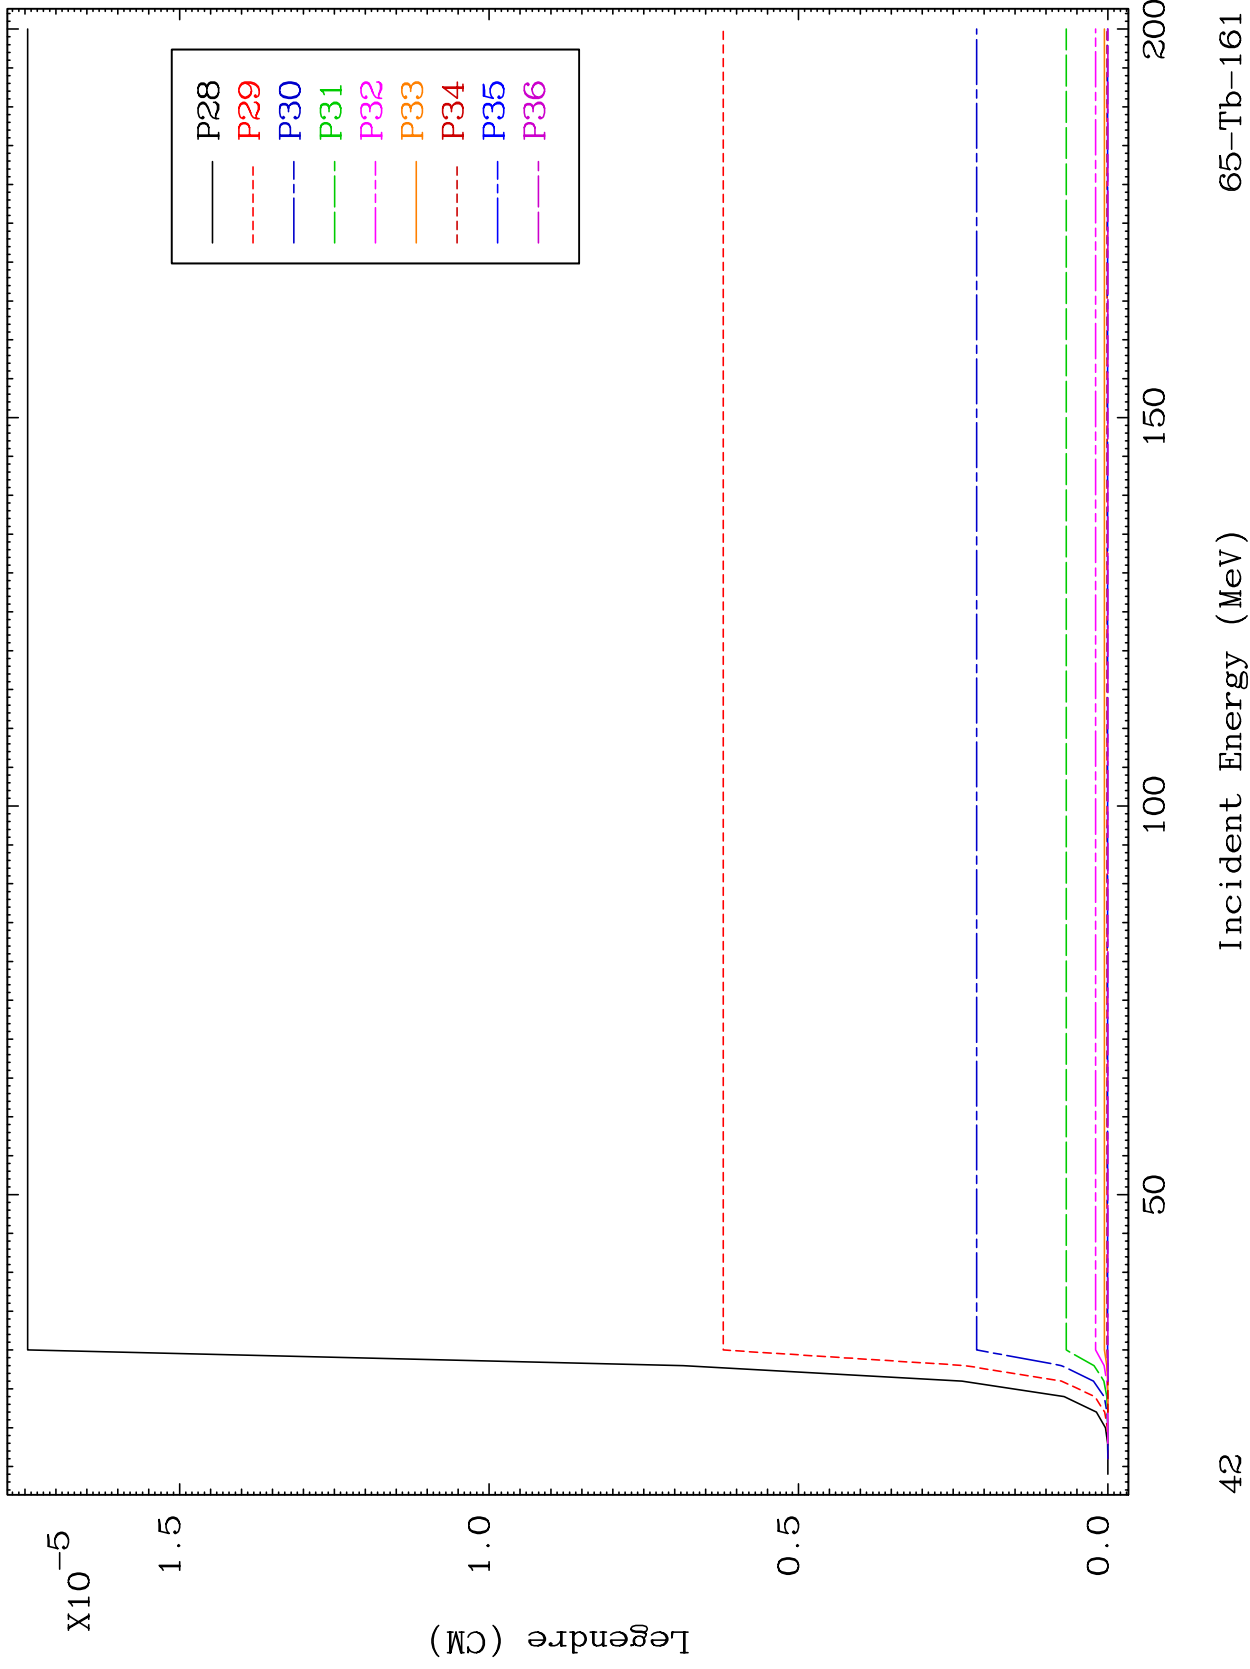 X10-5
1.5
1.0
0.5
0.0
Legendre (CM)
P28
P29
P30
P31
P32
P33
P34
P35
P36
50
100
150
200
42
Incident Energy (MeV)
65-Tb-161